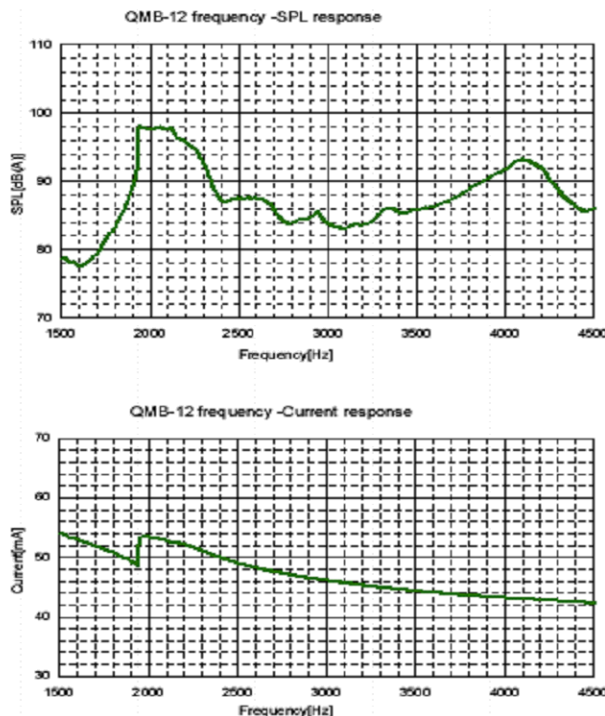 QMB-12 frequency -SPL response
110
100
90
80
70
SPL[dB(A)]
1500 2000 2500 3000 3500 4000 4500
Frequency[Hz]
QMB-12 frequency -Current response
70
60
50
40
30
Current[mA]
1500 2000 2500 3000 3500 4000 4500
Frequency[Hz]